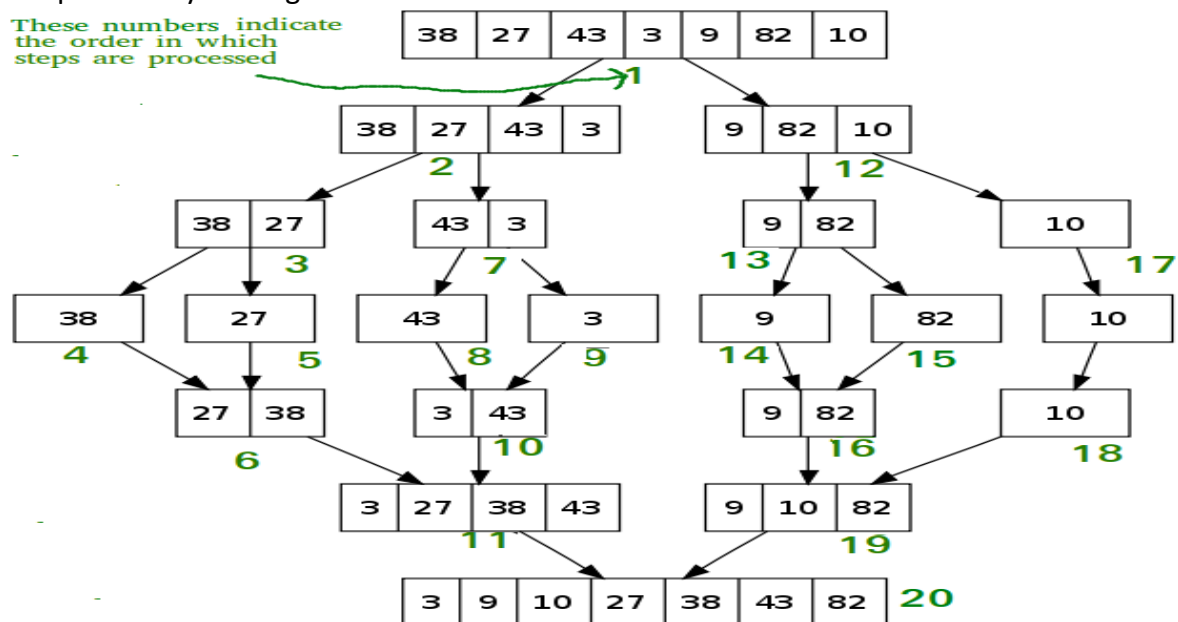 These numbers indicate
the order in which
steps are processed
38 27 43 3 9 82 10
1
38 27 43 3 9 82 10
2 12
38 27 43 3 9 82 10
3 7 13 17
38 27 43 3 9 82 10
4 5 8 9 14 15
27 38 3 43 9 82 10
6 10 16 18
3 27 38 43 9 10 82
11 19
3 9 10 27 38 43 82 20